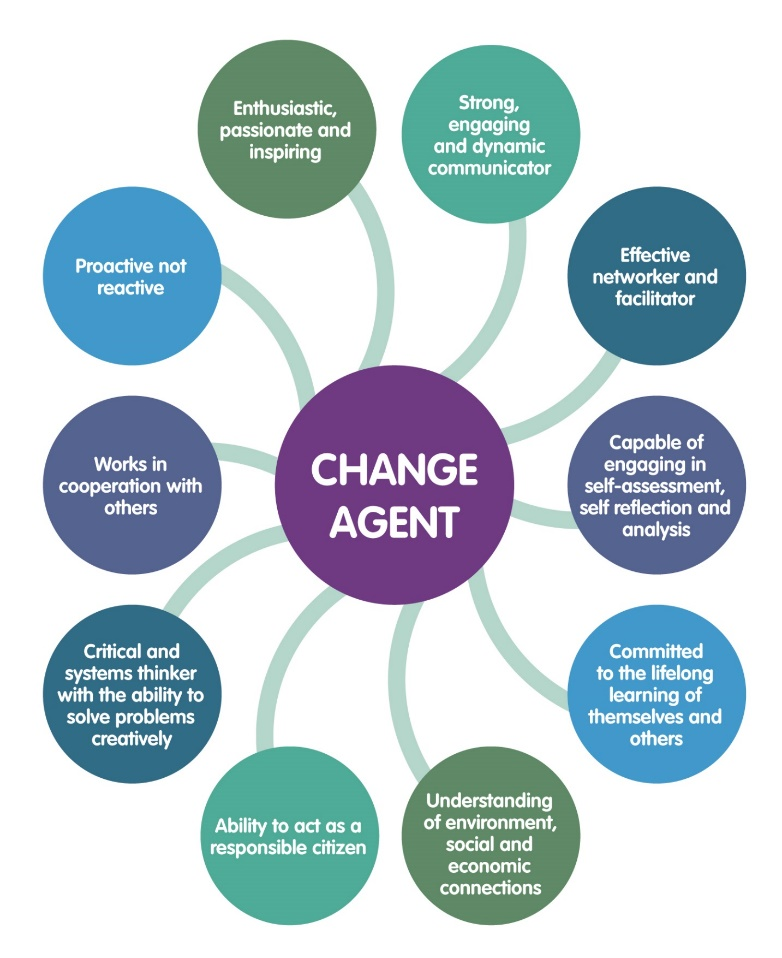 Enthusiastic,
passionate and
inspiring
Strong,
engaging
and dynamic
communicator
Proactive not
reactive
Effective
networker and
facilitator
CHANGE
AGENT
Works in
cooperation with
others
Capable of
engaging in
self-assessment,
self reflection and
analysis
Critical and
systems thinker
with the ability to
solve problems
creatively
Committed
to the lifelong
learning of
themselves and
others
Ability to act as a
responsible citizen
Understanding
of environment,
social and
economic
connections